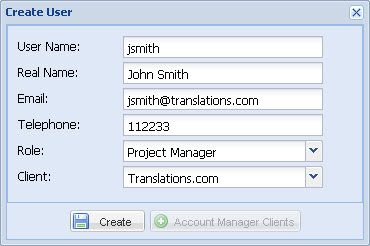 Create User
User Name: jsmith
Real Name: John Smith
Email: jsmith@translations.com
Telephone: 112233
Role: Project Manager
Client: Translations.com
Create Account Manager Clients